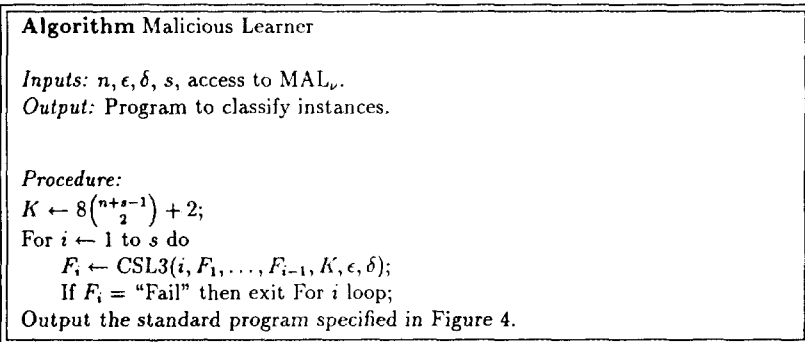 Algorithm Malicious Learner
Inputs: n, ϵ, δ, s, access to MAL_ν.
Output: Program to classify instances.
Procedure:
K ← 8(n+s−1 2) + 2;
For i ← 1 to s do
F_i ← CSL3(i, F_1, . . . , F_{i−1}, K, ϵ, δ);
If F_i = “Fail” then exit For i loop;
Output the standard program specified in Figure 4.